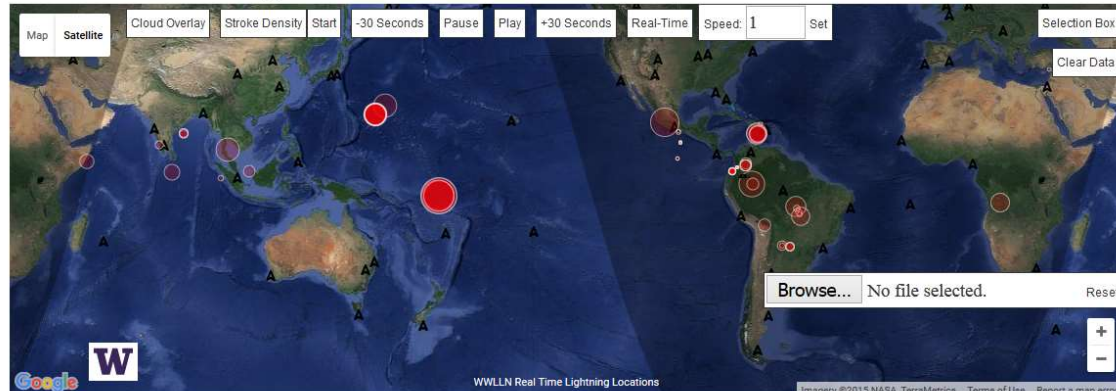 Map Satellite Cloud Overlay Stroke Density Start -30 Seconds Pause Play +30 Seconds Real-Time Speed: 1 Set Selection Box
Clear Data
Browse... No file selected. Reset
+
−
W
Google WWLLN Real Time Lightning Locations Imagery ©2015 NASA, TerraMetrics Terms of Use Report a map error